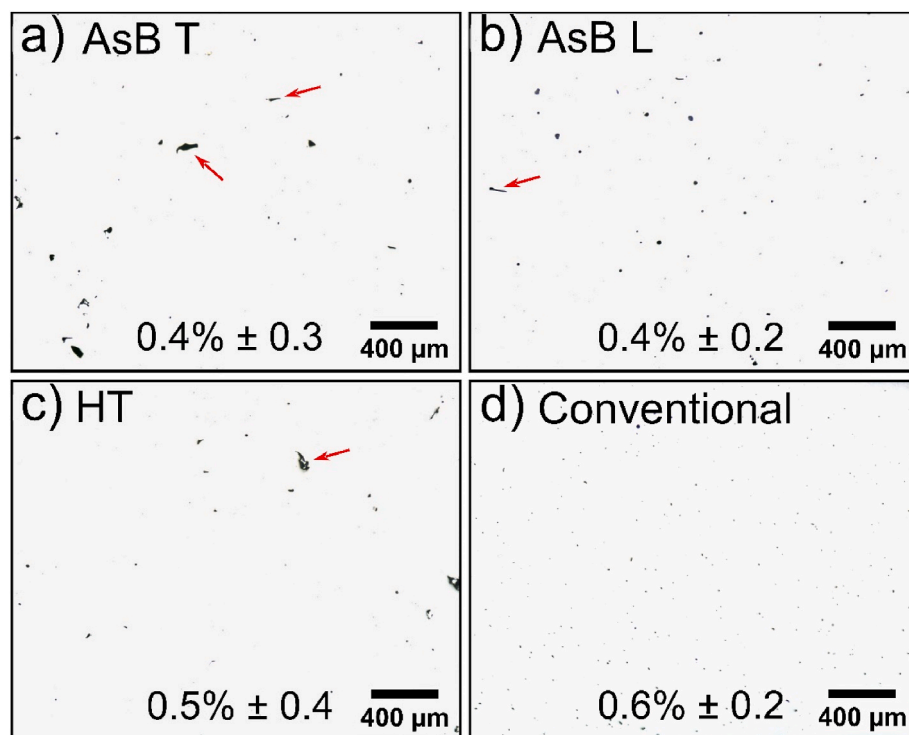 a) AsB T
0.4% ± 0.3
400 µm
b) AsB L
0.4% ± 0.2
400 µm
c) HT
0.5% ± 0.4
400 µm
d) Conventional
0.6% ± 0.2
400 µm